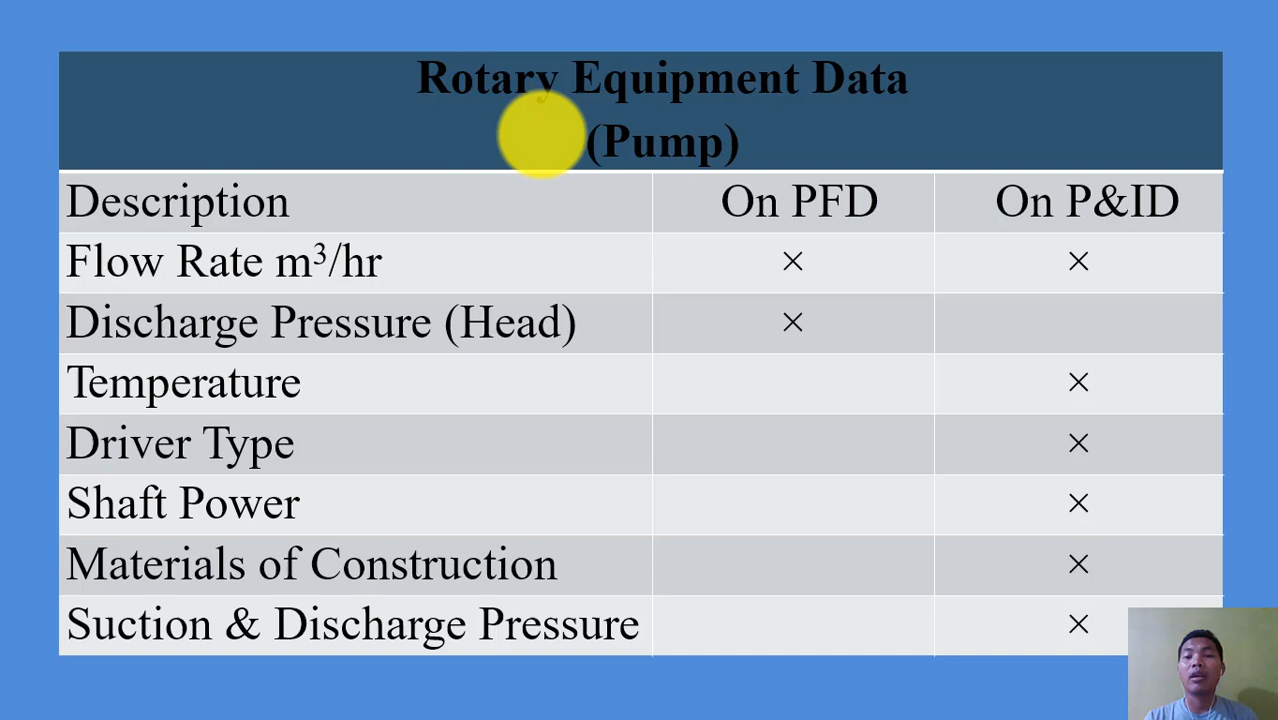 Rotary Equipment Data
(Pump)
Description On PFD On P&ID
Flow Rate m³/hr × ×
Discharge Pressure (Head) ×
Temperature ×
Driver Type ×
Shaft Power ×
Materials of Construction ×
Suction & Discharge Pressure ×